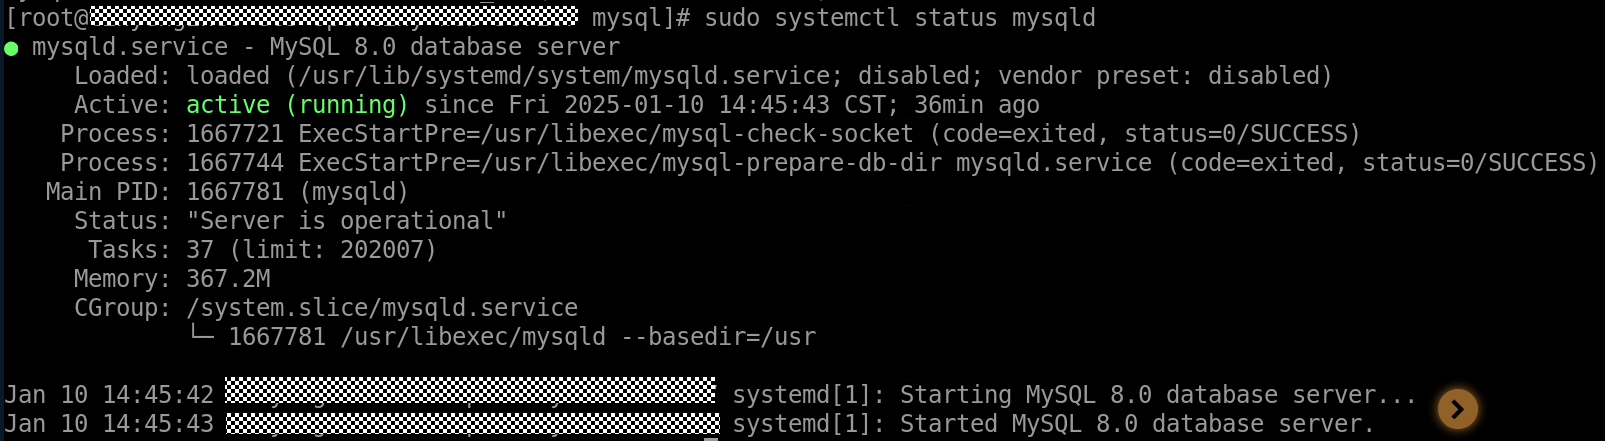 [root@ mysql]# sudo systemctl status mysqld
● mysqld.service - MySQL 8.0 database server
Loaded: loaded (/usr/lib/systemd/system/mysqld.service; disabled; vendor preset: disabled)
Active: active (running) since Fri 2025-01-10 14:45:43 CST; 36min ago
Process: 1667721 ExecStartPre=/usr/libexec/mysql-check-socket (code=exited, status=0/SUCCESS)
Process: 1667744 ExecStartPre=/usr/libexec/mysql-prepare-db-dir mysqld.service (code=exited, status=0/SUCCESS)
Main PID: 1667781 (mysqld)
Status: "Server is operational"
Tasks: 37 (limit: 202007)
Memory: 367.2M
CGroup: /system.slice/mysqld.service
└─ 1667781 /usr/libexec/mysqld --basedir=/usr
Jan 10 14:45:42 systemd[1]: Starting MySQL 8.0 database server...
Jan 10 14:45:43 systemd[1]: Started MySQL 8.0 database server.